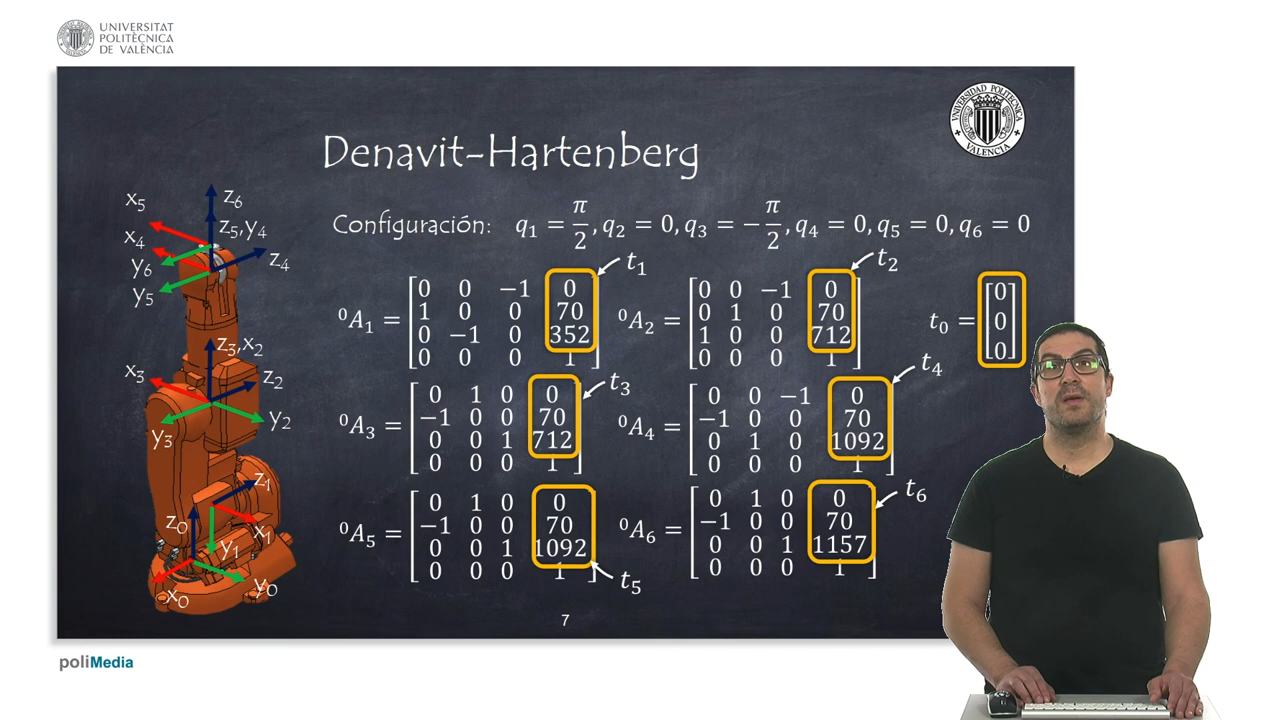 UNIVERSITAT
POLITÈCNICA
DE VALÈNCIA
UNIVERSIDAD POLITECNICA
VALENCIA
Denavit-Hartenberg
Configuración: q₁ = π/2, q₂ = 0, q₃ = −π/2, q₄ = 0, q₅ = 0, q₆ = 0
x₅
z₆
z₅,y₄
x₄
y₆
z₄
y₅
z₃,x₂
x₃
z₂
y₃
y₂
z₁
z₀
x₁
y₁
x₀
y₀
t₁
⁰A₁ =
0 0 −1 0
1 0 0 70
0 −1 0 352
0 0 0 1
t₂
⁰A₂ =
0 0 −1 0
0 1 0 70
1 0 0 712
0 0 0 1
t₀ =
0
0
0
t₃
⁰A₃ =
0 1 0 0
−1 0 0 70
0 0 1 712
0 0 0 1
t₄
⁰A₄ =
0 0 −1 0
−1 0 0 70
0 1 0 1092
0 0 0 1
⁰A₅ =
0 1 0 0
−1 0 0 70
0 0 1 1092
0 0 0 1
t₅
t₆
⁰A₆ =
0 1 0 0
−1 0 0 70
0 0 1 1157
0 0 0 1
7
poliMedia